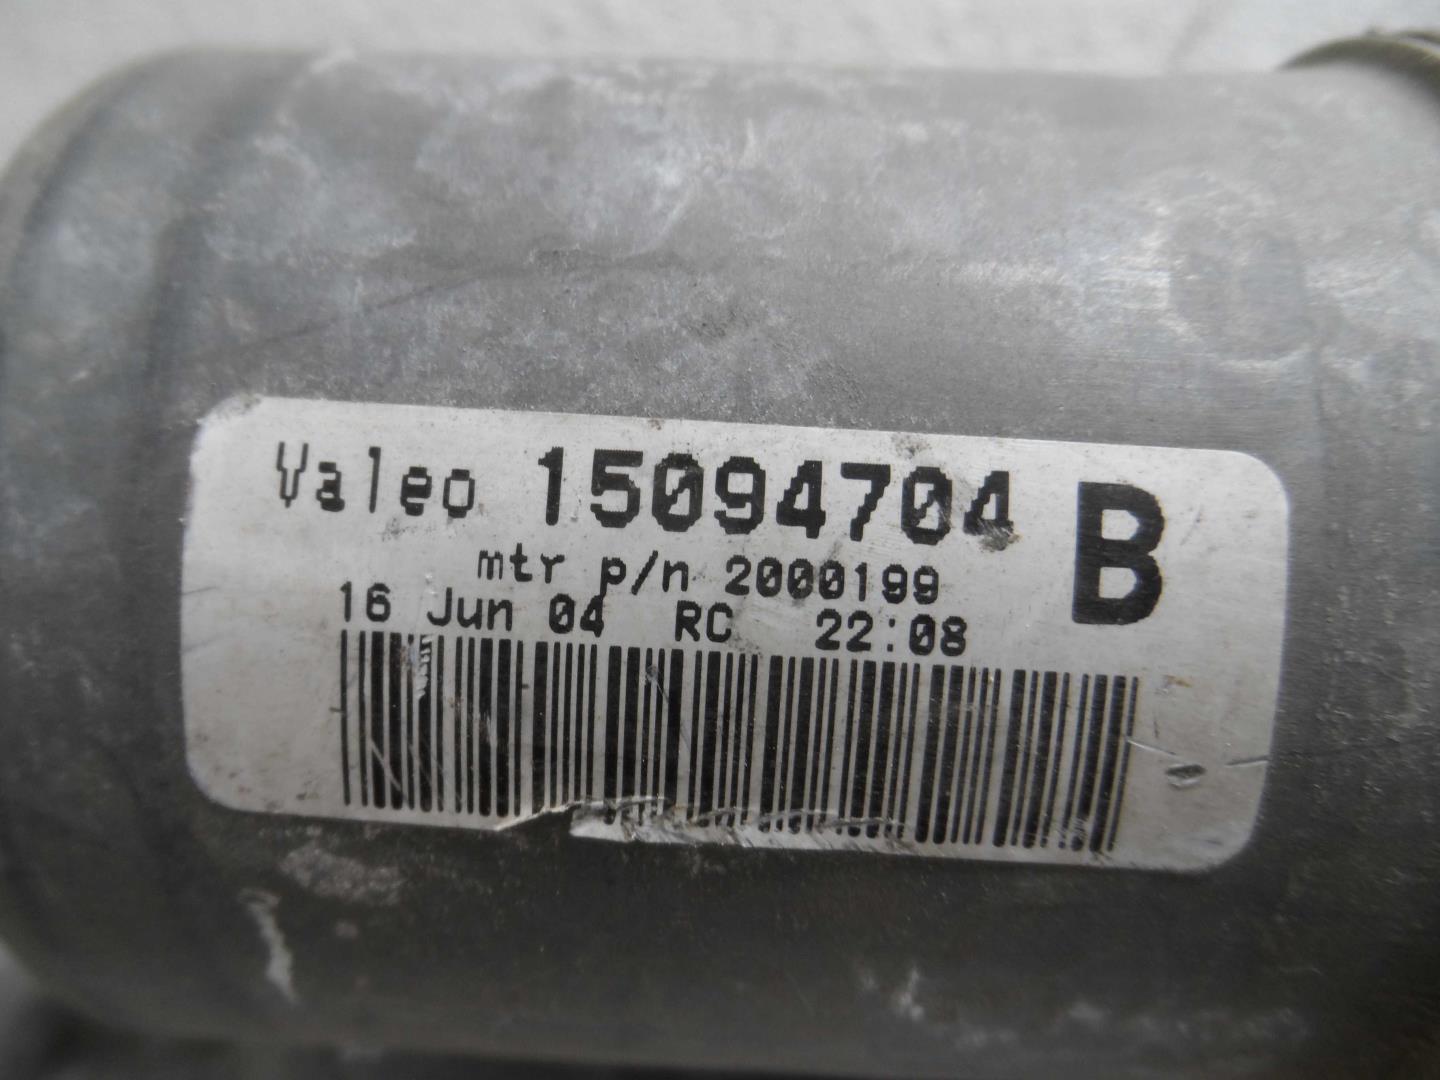 Valeo 15094704 B
mtr p/n 2000199
16 Jun 04 RC 22:08